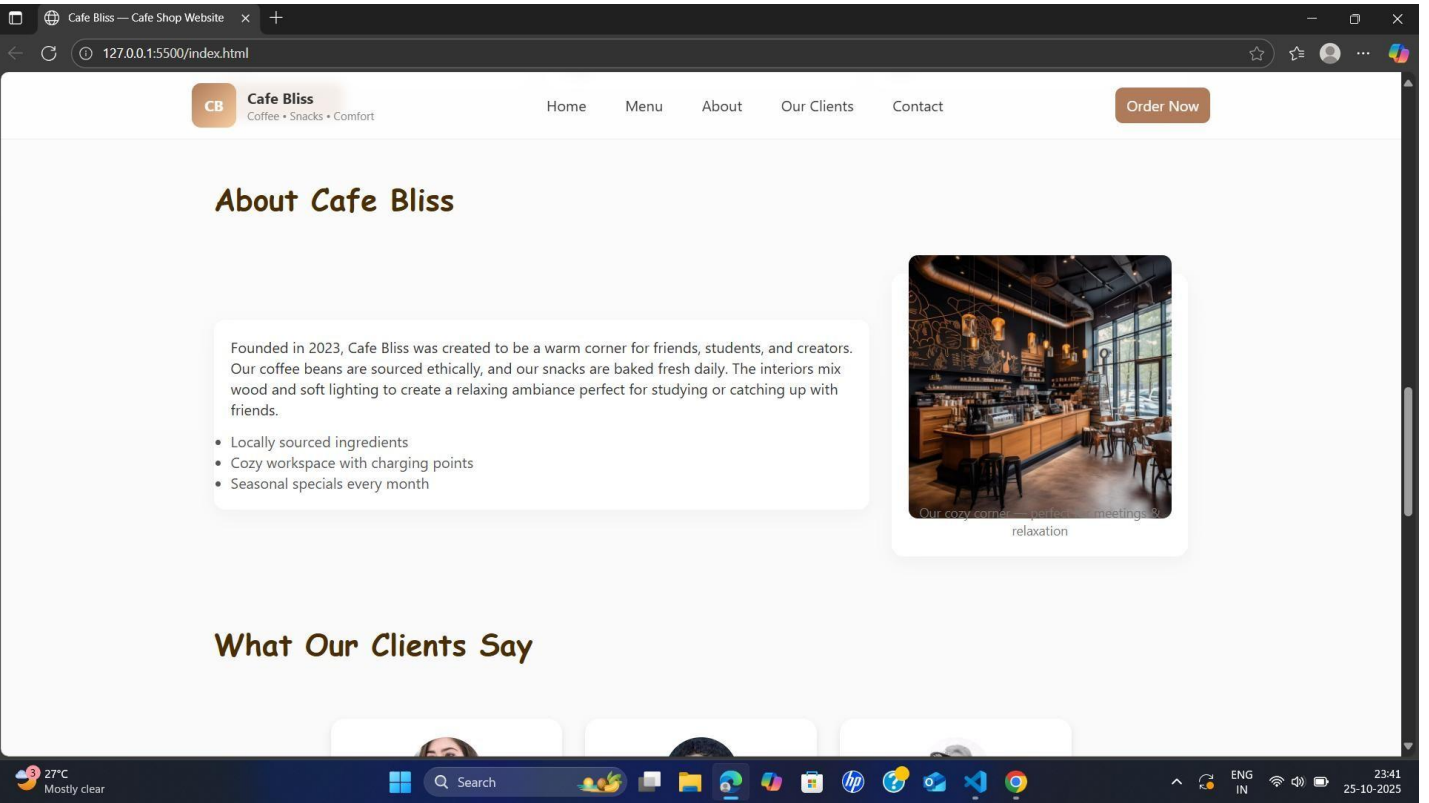 Cafe Bliss — Cafe Shop Website
127.0.0.1:5500/index.html
CB
Cafe Bliss
Coffee • Snacks • Comfort
Home
Menu
About
Our Clients
Contact
Order Now
About Cafe Bliss
Founded in 2023, Cafe Bliss was created to be a warm corner for friends, students, and creators.
Our coffee beans are sourced ethically, and our snacks are baked fresh daily. The interiors mix
wood and soft lighting to create a relaxing ambiance perfect for studying or catching up with
friends.
• Locally sourced ingredients
• Cozy workspace with charging points
• Seasonal specials every month
Our cozy corner — perfect meetings &
relaxation
What Our Clients Say
3
27°C
Mostly clear
Search
hp
ENG
IN
23:41
25-10-2025